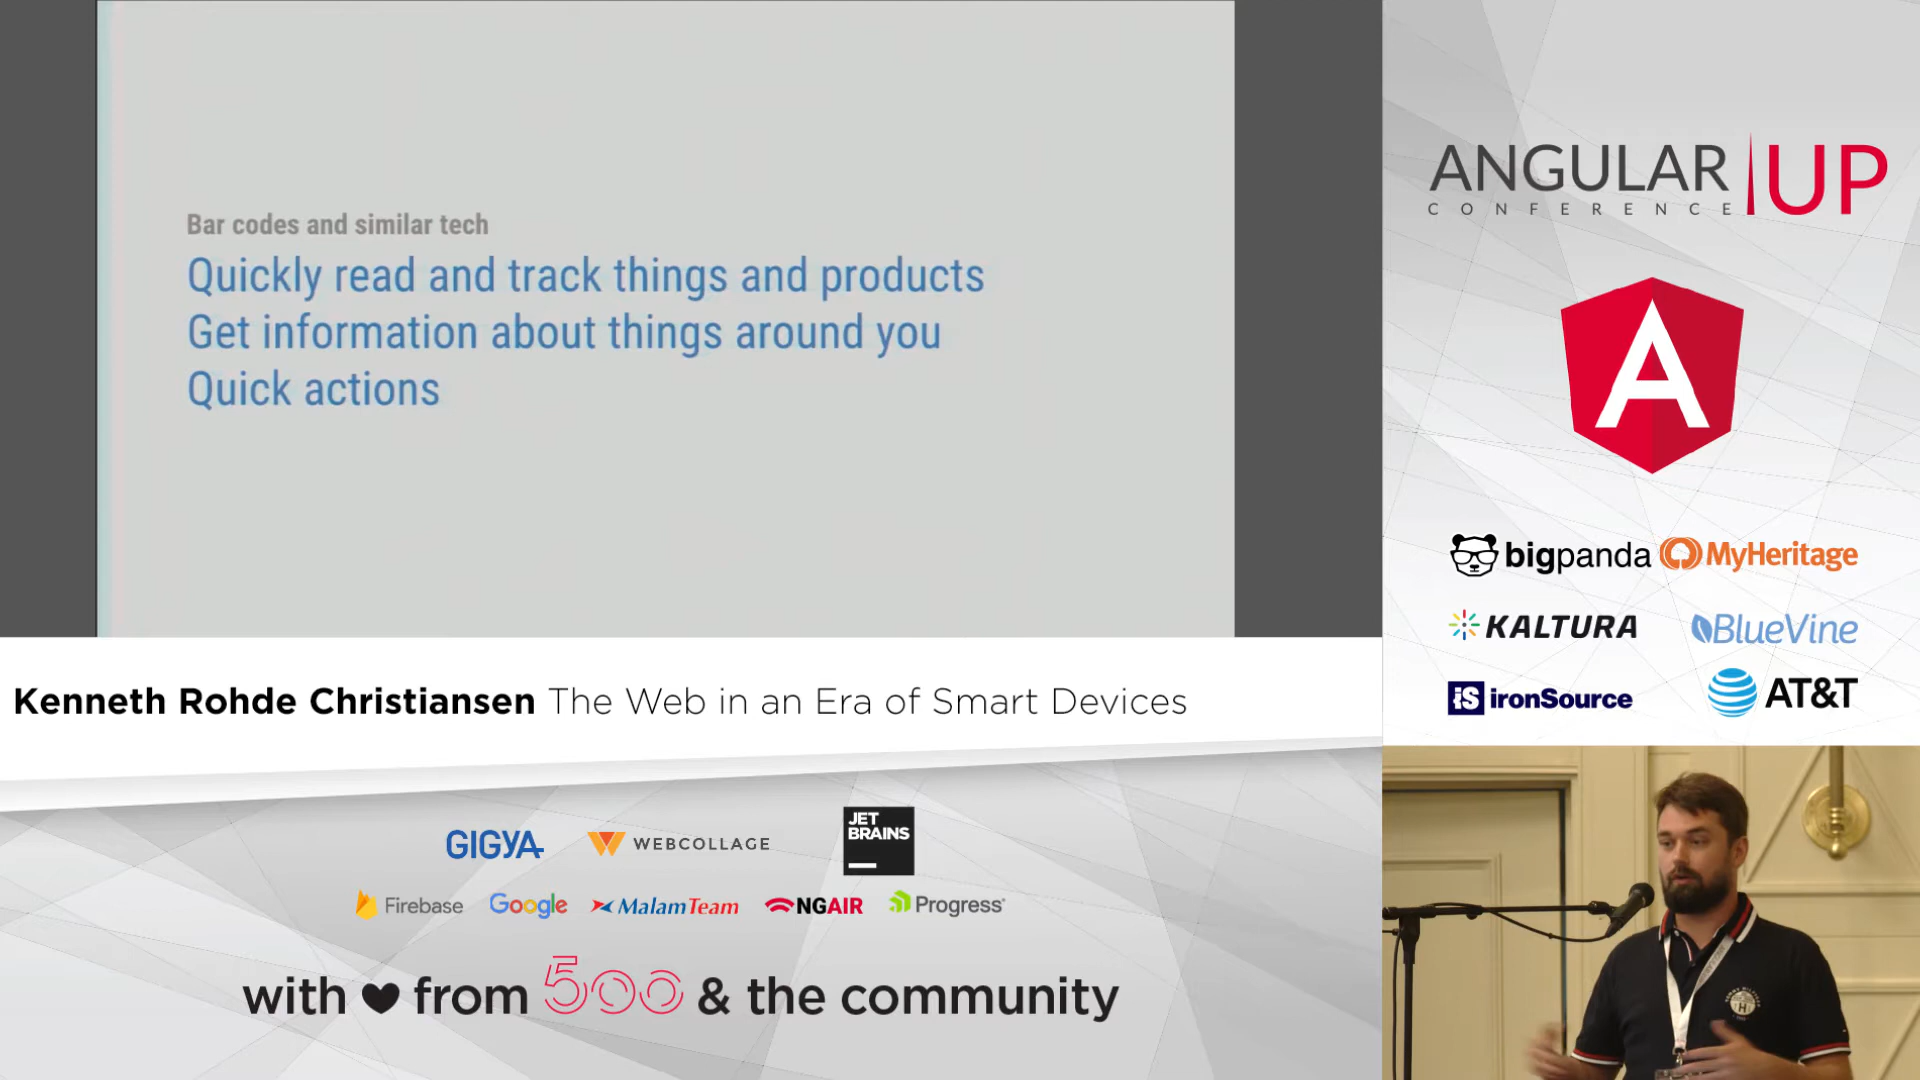 Bar codes and similar tech
Quickly read and track things and products
Get information about things around you
Quick actions
Kenneth Rohde Christiansen The Web in an Era of Smart Devices
GIGYA
WEBCOLLAGE
JET
BRAINS
Firebase
Google
MalamTeam
NGAIR
Progress
with from 500 & the community
ANGULAR UP
CONFERENCE
A
bigpanda
MyHeritage
KALTURA
BlueVine
iS ironSource
AT&T